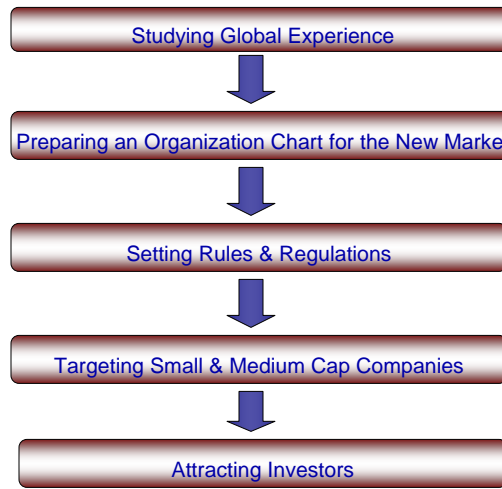 Studying Global Experience
Preparing an Organization Chart for the New Marke
Setting Rules & Regulations
Targeting Small & Medium Cap Companies
Attracting Investors